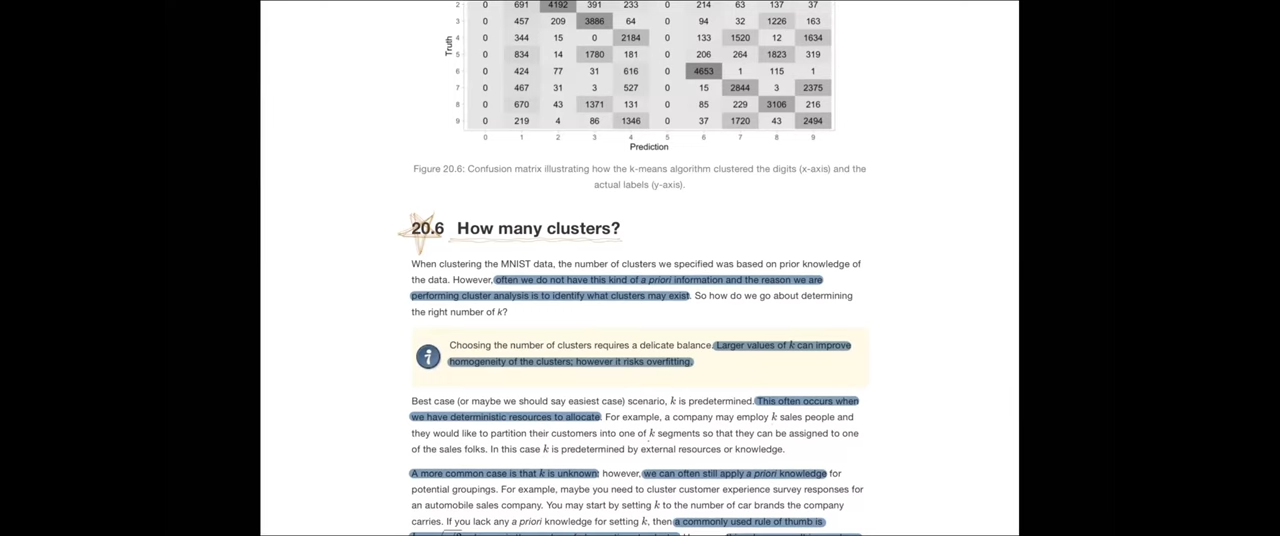 2 0 691 4192 391 233 0 214 63 137 37
3 0 457 209 3886 64 0 94 32 1226 163
4 0 344 15 0 2184 0 133 1520 12 1634
5 0 834 14 1780 181 0 206 264 1823 319
6 0 424 77 31 616 0 4653 1 115 1
7 0 467 31 3 527 0 15 2844 3 2375
8 0 670 43 1371 131 0 85 229 3106 216
9 0 219 4 86 1346 0 37 1720 43 2494
Truth
0 1 2 3 4 5 6 7 8 9
Prediction
Figure 20.6: Confusion matrix illustrating how the k-means algorithm clustered the digits (x-axis) and the
actual labels (y-axis).
20.6 How many clusters?
When clustering the MNIST data, the number of clusters we specified was based on prior knowledge of
the data. However, often we do not have this kind of a priori information and the reason we are
performing cluster analysis is to identify what clusters may exist. So how do we go about determining
the right number of k?
i
Choosing the number of clusters requires a delicate balance. Larger values of k can improve
homogeneity of the clusters; however it risks overfitting.
Best case (or maybe we should say easiest case) scenario, k is predetermined. This often occurs when
we have deterministic resources to allocate. For example, a company may employ k sales people and
they would like to partition their customers into one of k segments so that they can be assigned to one
of the sales folks. In this case k is predetermined by external resources or knowledge.
A more common case is that k is unknown; however, we can often still apply a priori knowledge for
potential groupings. For example, maybe you need to cluster customer experience survey responses for
an automobile sales company. You may start by setting k to the number of car brands the company
carries. If you lack any a priori knowledge for setting k, then a commonly used rule of thumb is